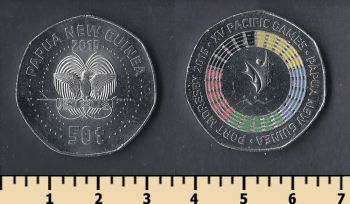 PAPUA NEW GUINEA
2015
50t
PORT MORESBY 2015 • XV PACIFIC GAMES • PAPUA NEW GUINEA •
1 2 3 4 5 6 7